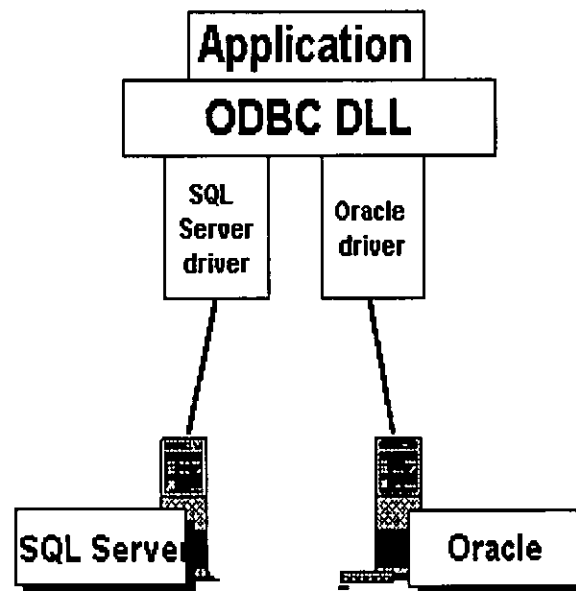 Application
ODBC DLL
SQL
Server
driver
Oracle
driver
SQL Server
Oracle